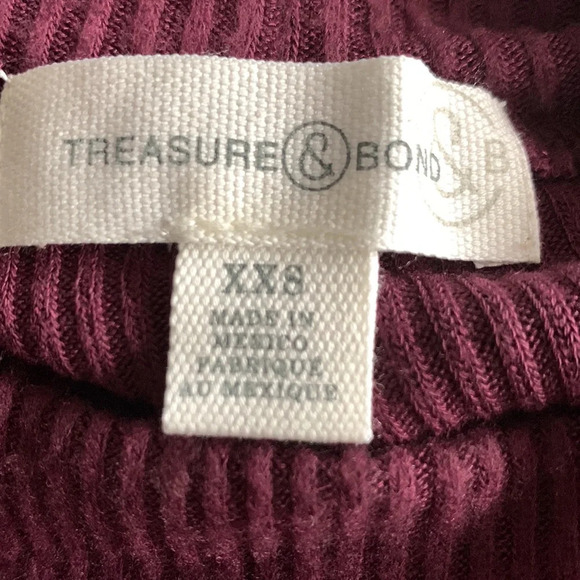 TREASURE & BOND & B
XXS
MADE IN
MEXICO
FABRIQUE
AU MEXIQUE